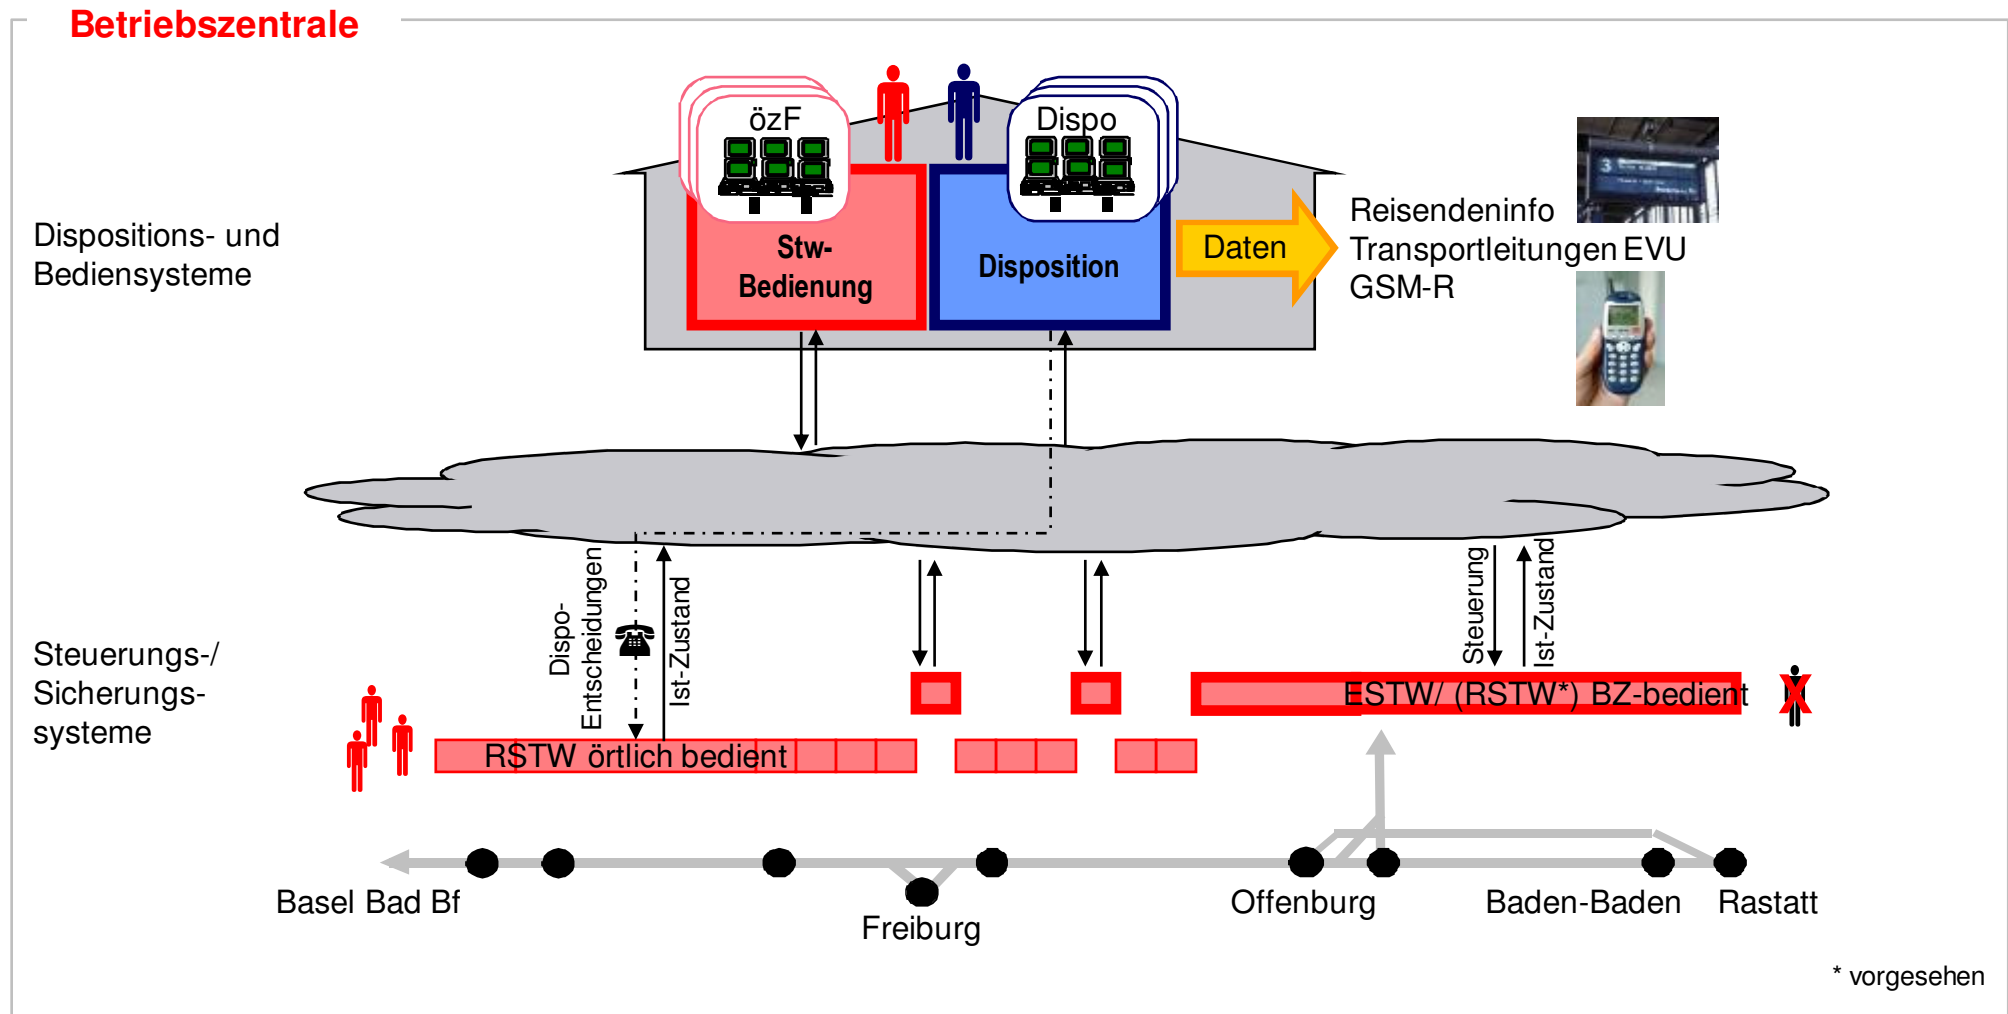 Betriebszentrale
özF
Dispo
Dispositions- und
Bediensysteme
Stw-
Bedienung
Disposition
Daten
Reisendeninfo
Transportleitungen EVU
GSM-R
3
Dispo-
Entscheidungen
Ist-Zustand
Steuerung
Ist-Zustand
Steuerungs-/
Sicherungs-
systeme
ESTW/ (RSTW*) BZ-bedient
X
RSTW örtlich bedient
Basel Bad Bf
Freiburg
Offenburg
Baden-Baden
Rastatt
* vorgesehen